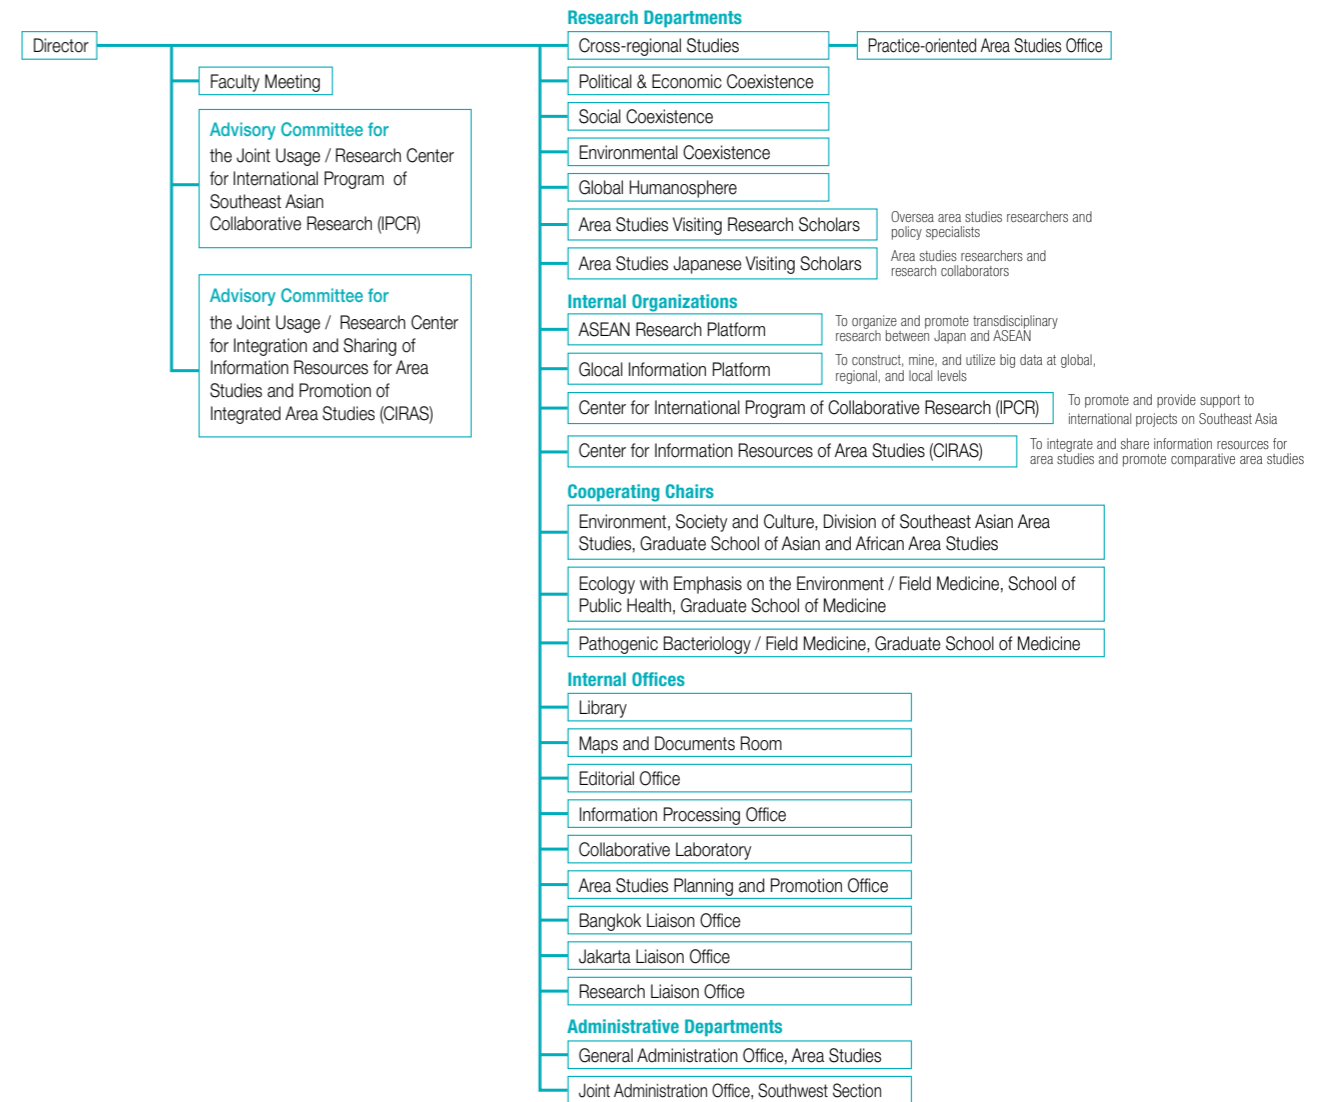 Director
Faculty Meeting
Advisory Committee for
the Joint Usage / Research Center
for International Program of
Southeast Asian
Collaborative Research (IPCR)
Advisory Committee for
the Joint Usage / Research Center
for Integration and Sharing of
Information Resources for Area
Studies and Promotion of
Integrated Area Studies (CIRAS)
Research Departments
Cross-regional Studies
Practice-oriented Area Studies Office
Political & Economic Coexistence
Social Coexistence
Environmental Coexistence
Global Humanosphere
Area Studies Visiting Research Scholars
Oversea area studies researchers and
policy specialists
Area Studies Japanese Visiting Scholars
Area studies researchers and
research collaborators
Internal Organizations
ASEAN Research Platform
To organize and promote transdisciplinary
research between Japan and ASEAN
Glocal Information Platform
To construct, mine, and utilize big data at global,
regional, and local levels
Center for International Program of Collaborative Research (IPCR)
To promote and provide support to
international projects on Southeast Asia
Center for Information Resources of Area Studies (CIRAS)
To integrate and share information resources for
area studies and promote comparative area studies
Cooperating Chairs
Environment, Society and Culture, Division of Southeast Asian Area
Studies, Graduate School of Asian and African Area Studies
Ecology with Emphasis on the Environment / Field Medicine, School of
Public Health, Graduate School of Medicine
Pathogenic Bacteriology / Field Medicine, Graduate School of Medicine
Internal Offices
Library
Maps and Documents Room
Editorial Office
Information Processing Office
Collaborative Laboratory
Area Studies Planning and Promotion Office
Bangkok Liaison Office
Jakarta Liaison Office
Research Liaison Office
Administrative Departments
General Administration Office, Area Studies
Joint Administration Office, Southwest Section